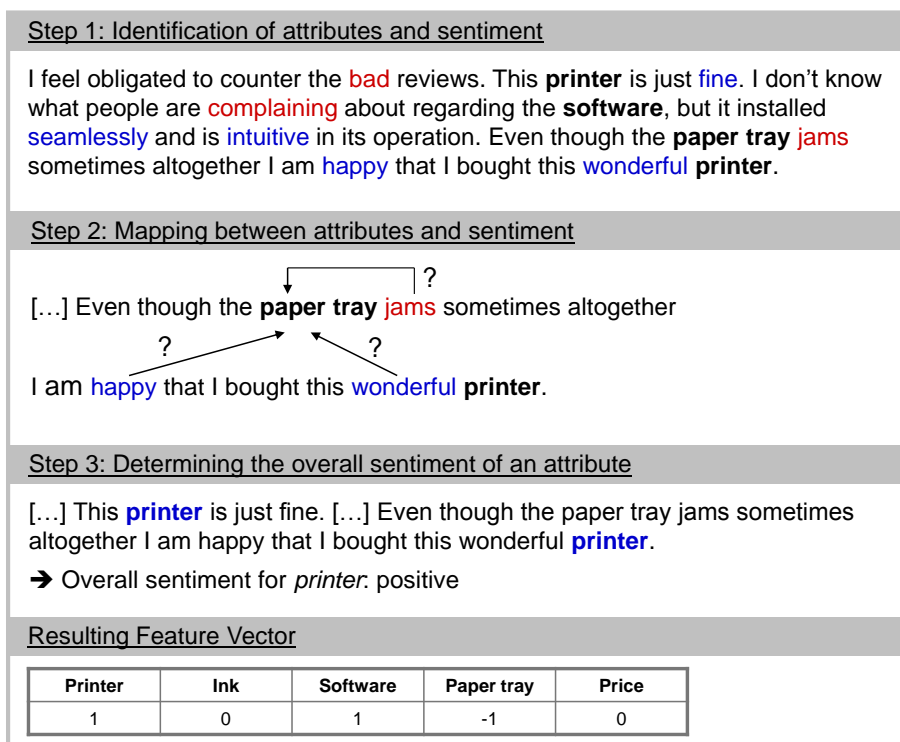 Step 1: Identification of attributes and sentiment
I feel obligated to counter the bad reviews. This printer is just fine. I don’t know
what people are complaining about regarding the software, but it installed
seamlessly and is intuitive in its operation. Even though the paper tray jams
sometimes altogether I am happy that I bought this wonderful printer.
Step 2: Mapping between attributes and sentiment
?
[…] Even though the paper tray jams sometimes altogether
? ?
I am happy that I bought this wonderful printer.
Step 3: Determining the overall sentiment of an attribute
[…] This printer is just fine. […] Even though the paper tray jams sometimes
altogether I am happy that I bought this wonderful printer.
➔ Overall sentiment for printer: positive
Resulting Feature Vector
Printer Ink Software Paper tray Price
1 0 1 -1 0